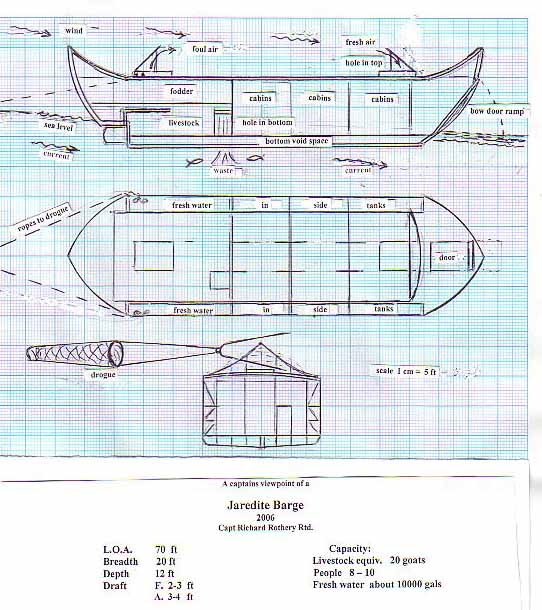 wind
foul air
fresh air
hole in top
fodder
cabins cabins cabins
bow door ramp
sea level
livestock
hole in bottom
bottom void space
current
waste
current
ropes to drogue
fresh water in side tanks
door
fresh water in side tanks
drogue
scale 1 cm = 5 ft
A captains viewpoint of a
Jaredite Barge
2006
Capt Richard Rothery Rtd.
L.O.A. 70 ft
Breadth 20 ft
Depth 12 ft
Draft F. 2-3 ft
A. 3-4 ft
Capacity:
Livestock equiv. 20 goats
People 8 – 10
Fresh water about 10000 gals